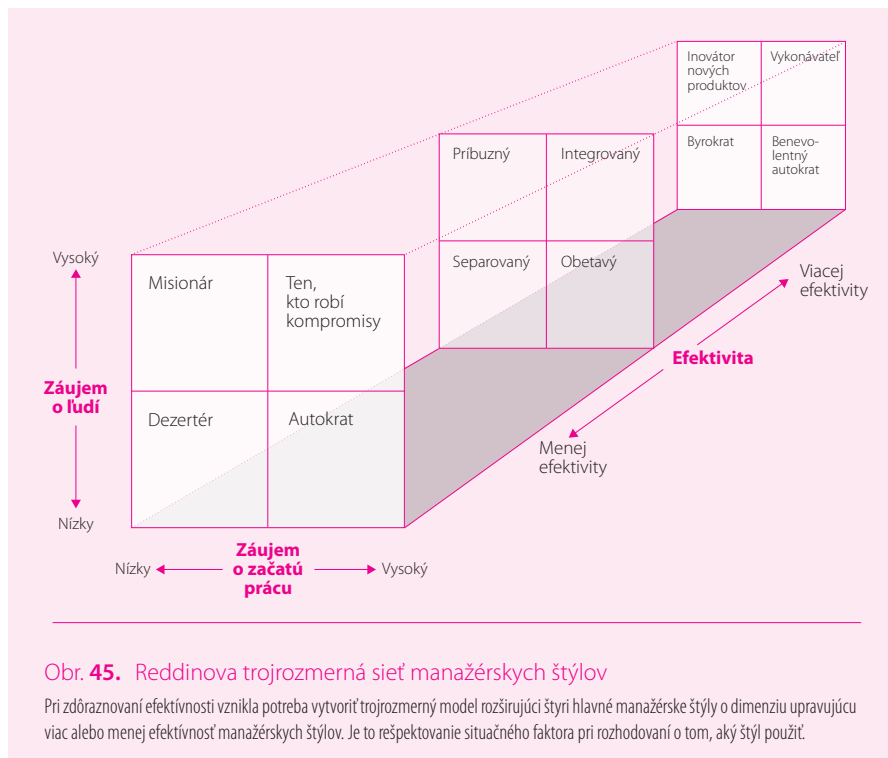 Inovátor
nových
produktov
Vykonávateľ
Byrokrat
Benevo-
lentný
autokrat
Príbuzný
Integrovaný
Separovaný
Obetavý
Vysoký
Misionár
Ten,
kto robí
kompromisy
Viacej
efektivity
Efektivita
Záujem
o ľudí
Dezertér
Autokrat
Menej
efektivity
Nízky
Nízky
Záujem
o začatú
prácu
Vysoký
Obr. 45. Reddinova trojrozmerná sieť manažérskych štýlov
Pri zdôraznovaní efektívnosti vznikla potreba vytvoriť trojrozmerný model rozširujúci štyri hlavné manažérske štýly o dimenziu upravujúcu
viac alebo menej efektívnosť manažérskych štýlov. Je to rešpektovanie situačného faktora pri rozhodovaní o tom, aký štýl použiť.